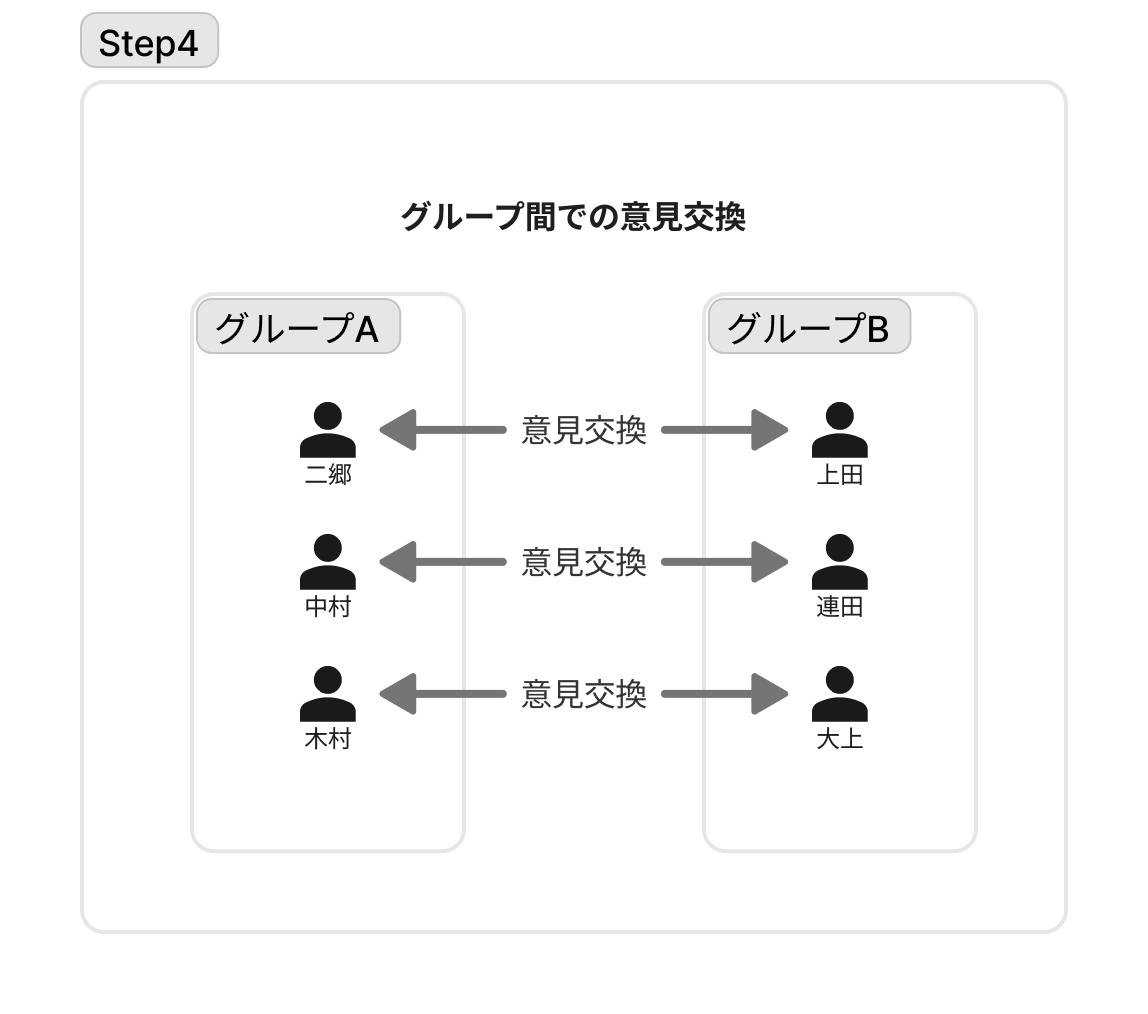 Step4
グループ間での意見交換
グループA
グループB
意見交換
二郷
上田
意見交換
中村
連田
意見交換
木村
大上